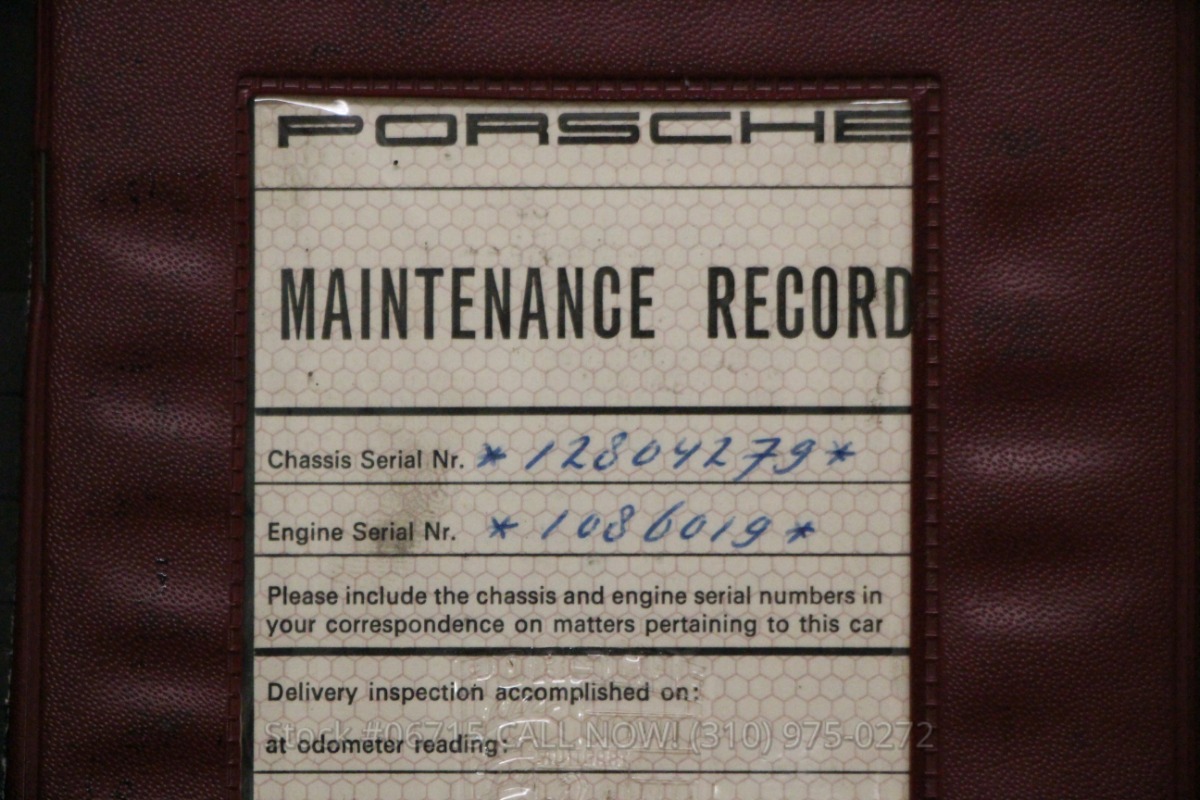 PORSCHE
MAINTENANCE RECORD
Chassis Serial Nr. * 12804279 *
Engine Serial Nr. * 1086019 *
Please include the chassis and engine serial numbers in
your correspondence on matters pertaining to this car
Delivery inspection accomplished on:
Stock #06715 CALL NOW! (310) 975-0272
at odometer reading: